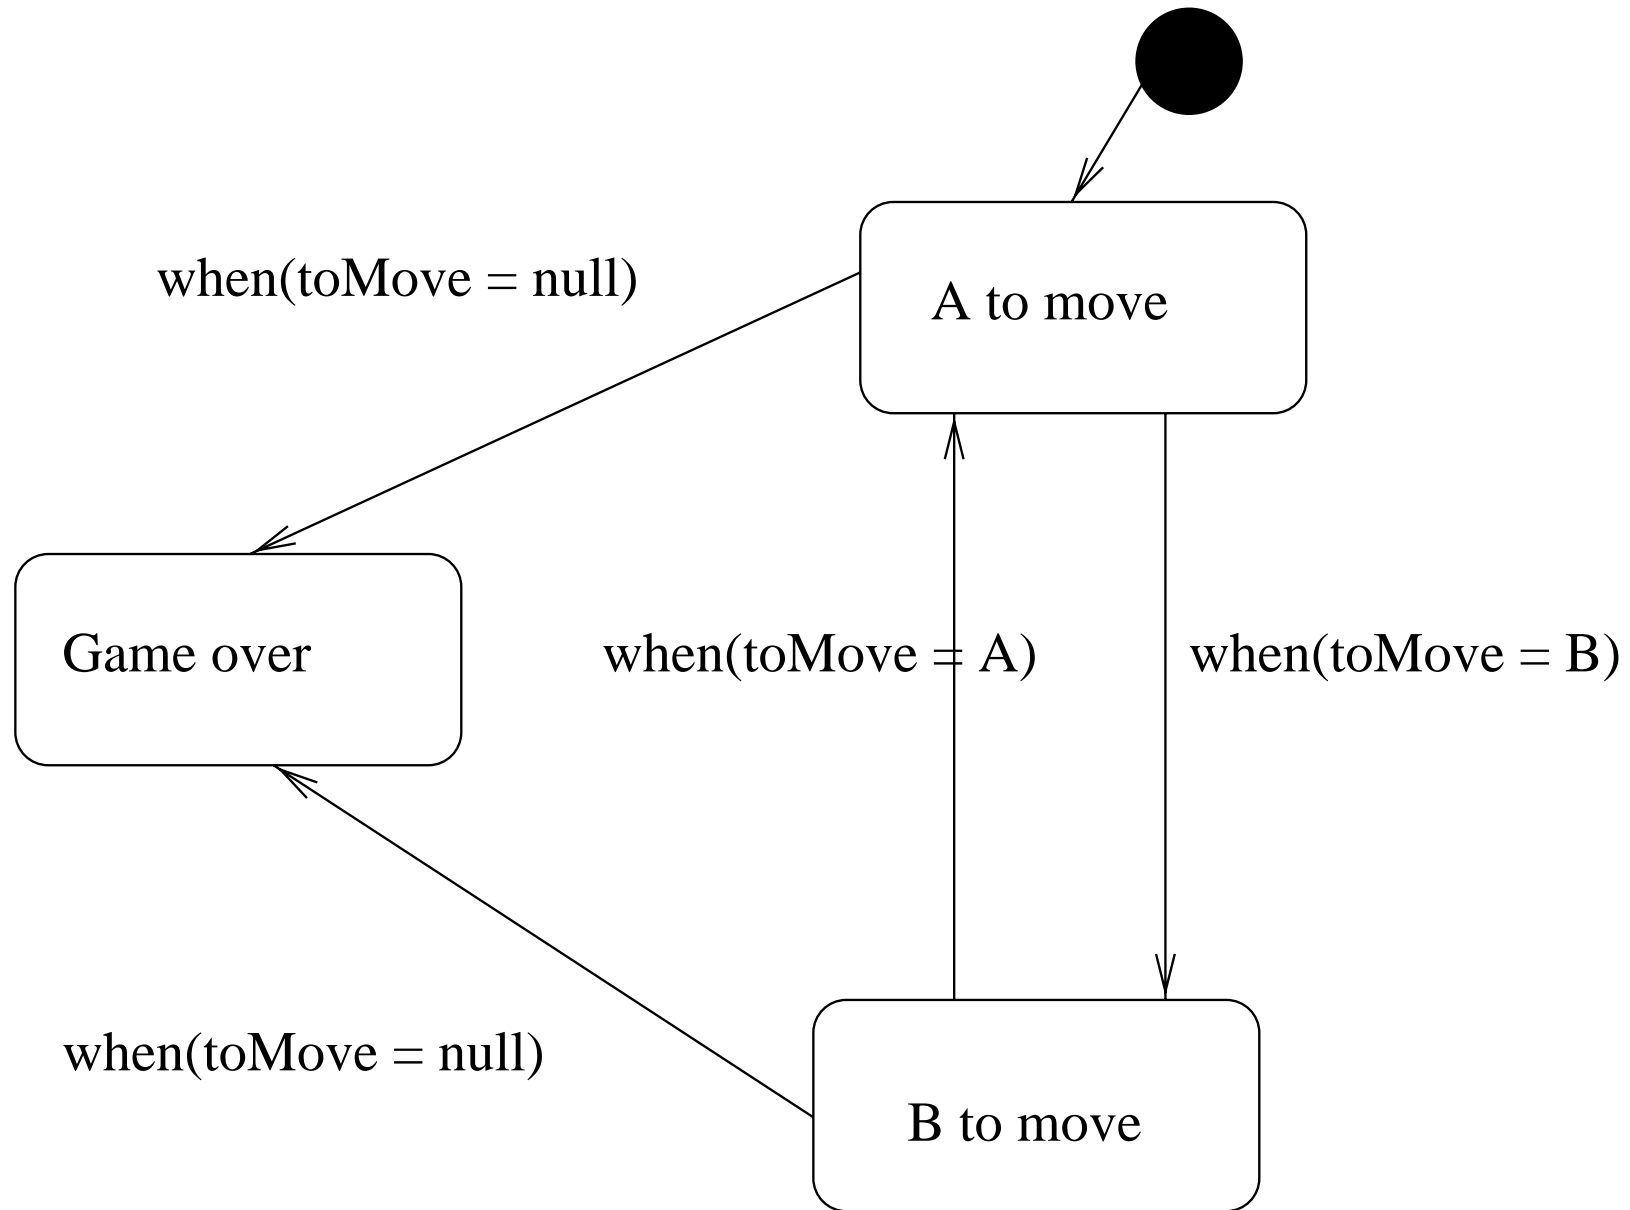 when(toMove = null)
A to move
Game over
when(toMove = A)
when(toMove = B)
when(toMove = null)
B to move